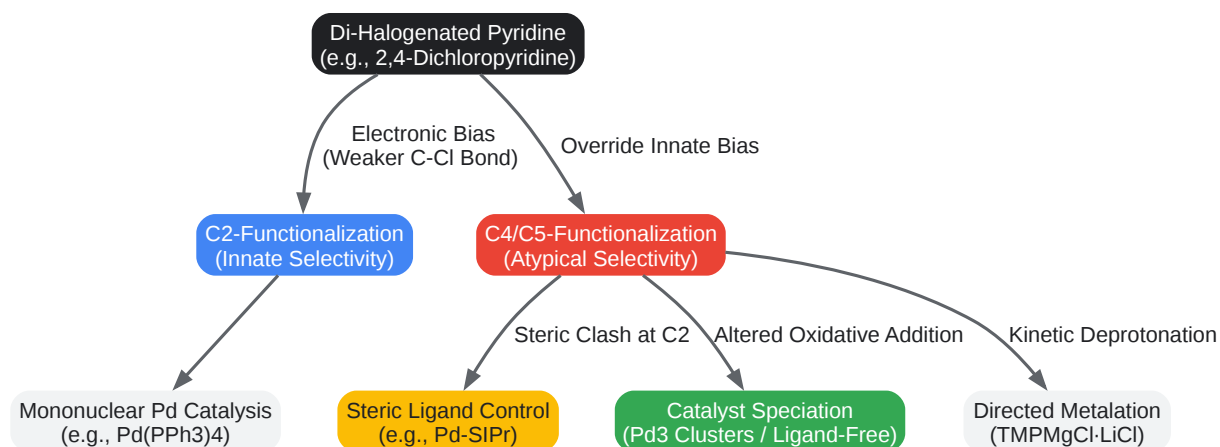 Di-Halogenated Pyridine
(e.g., 2,4-Dichloropyridine)
Electronic Bias
(Weaker C-Cl Bond)
Override Innate Bias
C2-Functionalization
(Innate Selectivity)
C4/C5-Functionalization
(Atypical Selectivity)
Steric Clash at C2
Altered Oxidative Addition
Kinetic Deprotonation
Mononuclear Pd Catalysis
(e.g., Pd(PPh3)4)
Steric Ligand Control
(e.g., Pd-SIPr)
Catalyst Speciation
(Pd3 Clusters / Ligand-Free)
Directed Metalation
(TMPMgCl·LiCl)